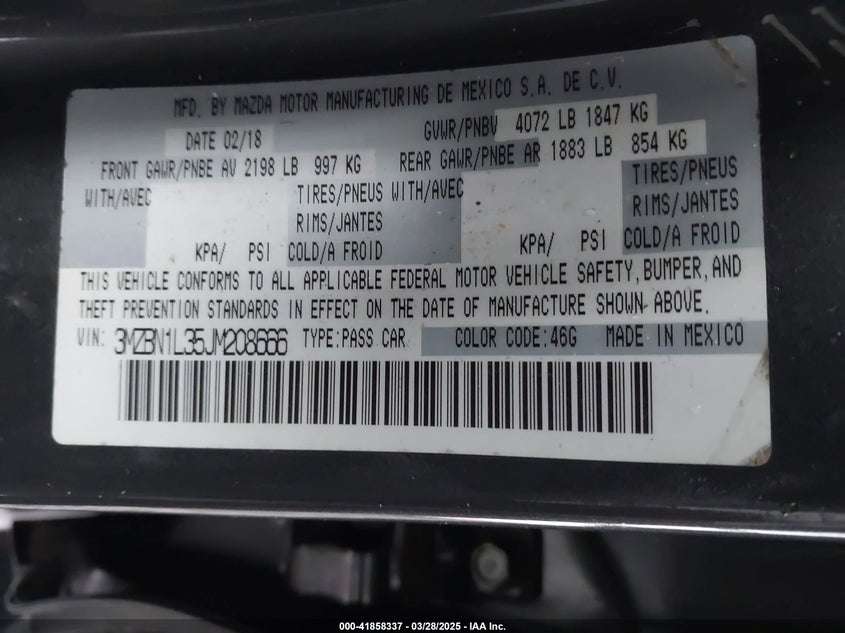 MFD. BY MAZDA MOTOR MANUFACTURING DE MEXICO S.A. DE C.V.
DATE 02/18 GVWR/PNBV 4072 LB 1847 KG
FRONT GAWR/PNBE AV 2198 LB 997 KG REAR GAWR/PNBE AR 1883 LB 854 KG
WITH/AVEC TIRES/PNEUS WITH/AVEC TIRES/PNEUS
RIMS/JANTES RIMS/JANTES
KPA/ PSI COLD/A FROID KPA/ PSI COLD/A FROID
THIS VEHICLE CONFORMS TO ALL APPLICABLE FEDERAL MOTOR VEHICLE SAFETY, BUMPER, AND
THEFT PREVENTION STANDARDS IN EFFECT ON THE DATE OF MANUFACTURE SHOWN ABOVE.
VIN: 3MZBN1L35JM208666 TYPE:PASS CAR COLOR CODE:46G MADE IN MEXICO
000-41858337 | 03/28/2025 - IAA Inc.